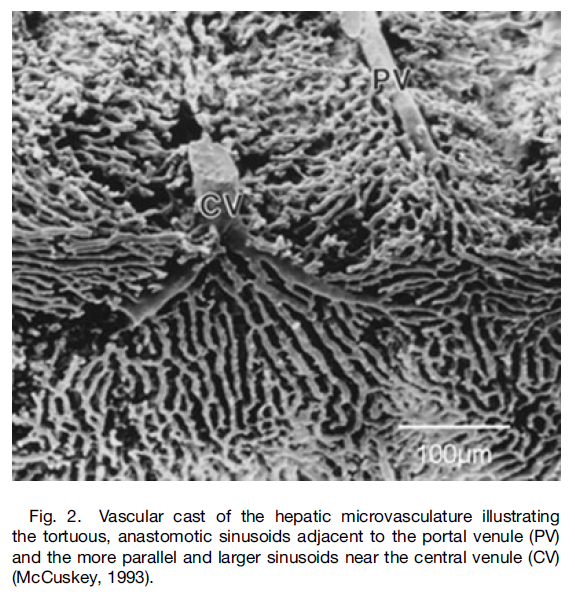 PV
CV
100µm
Fig. 2. Vascular cast of the hepatic microvasculature illustrating
the tortuous, anastomotic sinusoids adjacent to the portal venule (PV)
and the more parallel and larger sinusoids near the central venule (CV)
(McCuskey, 1993).